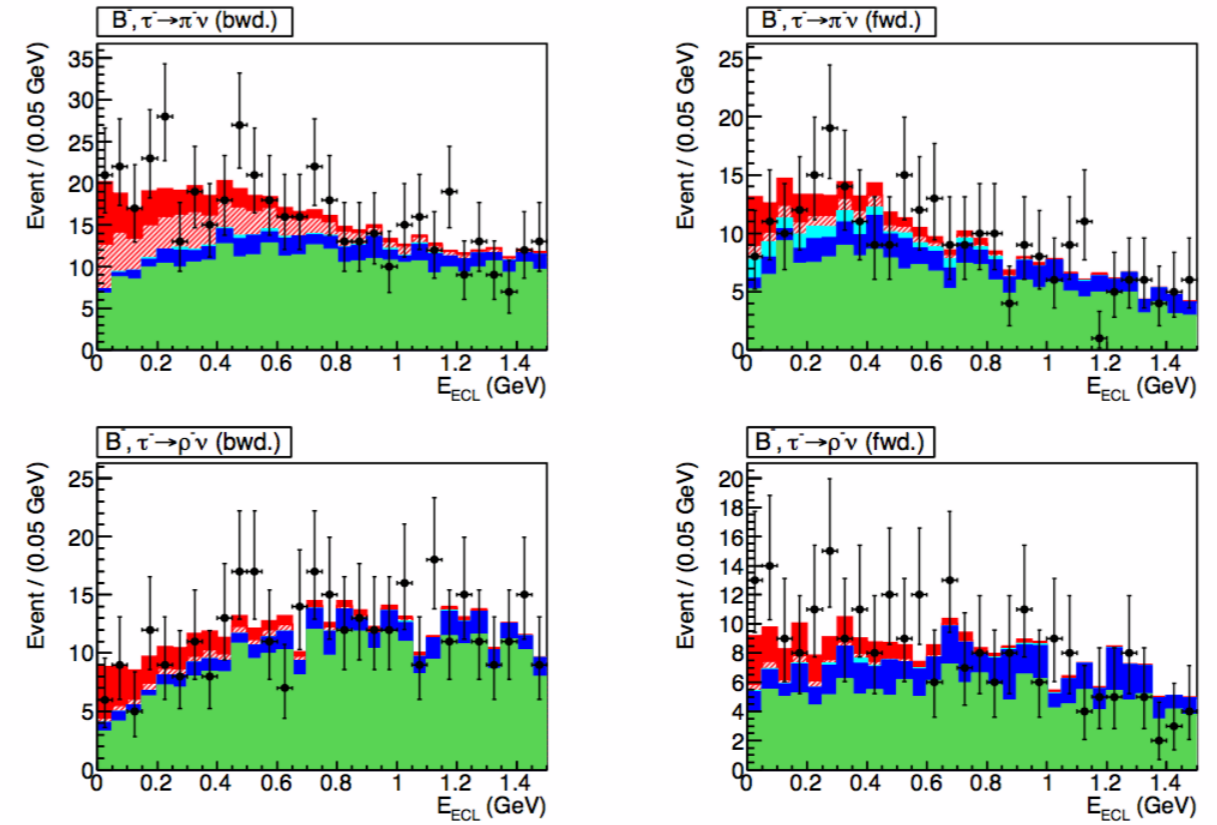 B⁻, τ⁻→π⁻ν (bwd.)
Event / (0.05 GeV)
35
30
25
20
15
10
5
0
0 0.2 0.4 0.6 0.8 1 1.2 1.4
E_ECL (GeV)
B⁻, τ⁻→π⁻ν (fwd.)
Event / (0.05 GeV)
25
20
15
10
5
0
0 0.2 0.4 0.6 0.8 1 1.2 1.4
E_ECL (GeV)
B⁻, τ⁻→ρ⁻ν (bwd.)
Event / (0.05 GeV)
25
20
15
10
5
0
0 0.2 0.4 0.6 0.8 1 1.2 1.4
E_ECL (GeV)
B⁻, τ⁻→ρ⁻ν (fwd.)
Event / (0.05 GeV)
20
18
16
14
12
10
8
6
4
2
0
0 0.2 0.4 0.6 0.8 1 1.2 1.4
E_ECL (GeV)